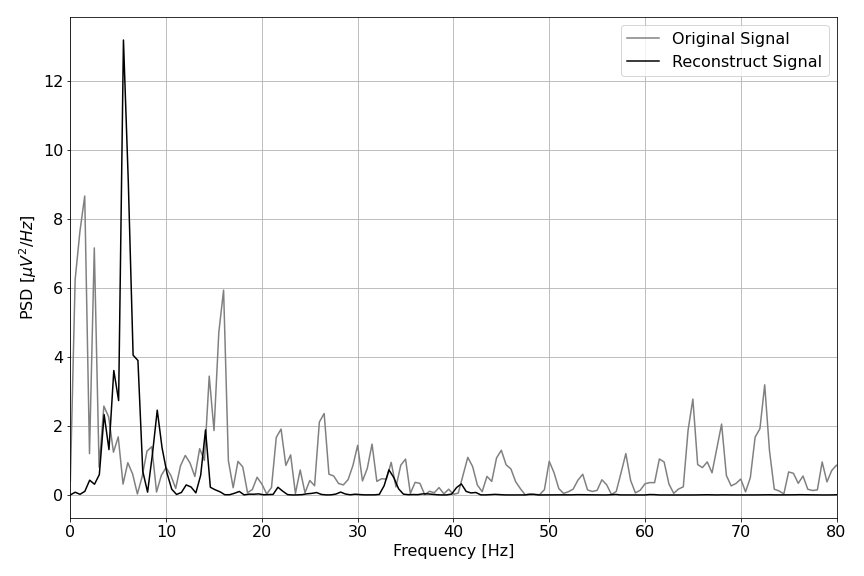 Original Signal
Reconstruct Signal
12
10
8
6
4
2
0
PSD [μV²/Hz]
0 10 20 30 40 50 60 70 80
Frequency [Hz]